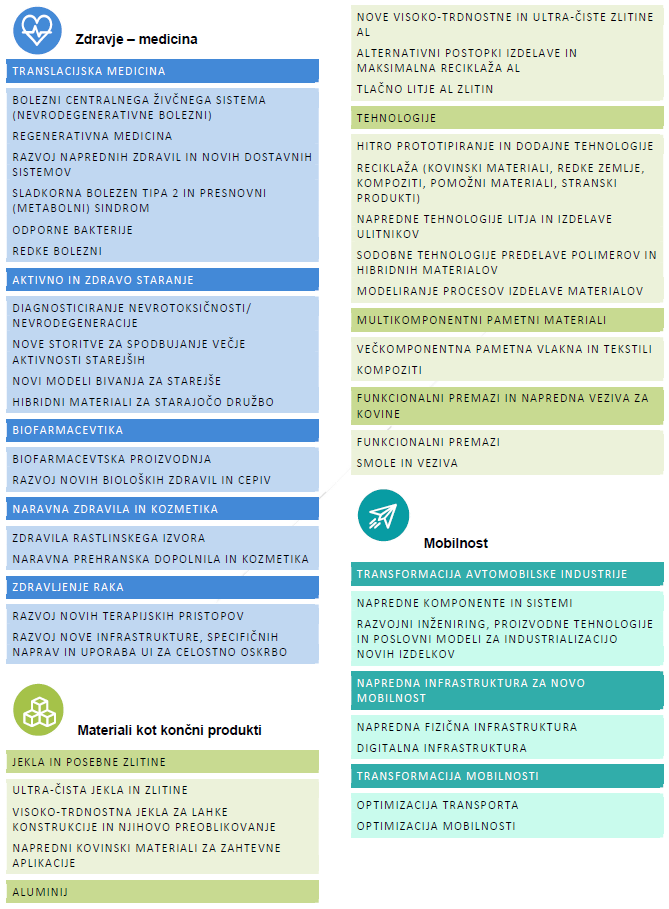 Zdravje – medicina
TRANSLACIJSKA MEDICINA
BOLEZNI CENTRALNEGA ŽIVČNEGA SISTEMA
(NEVRODEGENERATIVNE BOLEZNI)
REGENERATIVNA MEDICINA
RAZVOJ NAPREDNIH ZDRAVIL IN NOVIH DOSTAVNIH
SISTEMOV
SLADKORNA BOLEZEN TIPA 2 IN PRESNOVNI
(METABOLNI) SINDROM
ODPORNE BAKTERIJE
REDKE BOLEZNI
AKTIVNO IN ZDRAVO STARANJE
DIAGNOSTICIRANJE NEVROTOKSIČNOSTI/
NEVRODEGENERACIJE
NOVE STORITVE ZA SPODBUJANJE VEČJE
AKTIVNOSTI STAREJŠIH
NOVI MODELI BIVANJA ZA STAREJŠE
HIBRIDNI MATERIALI ZA STARAJOČO DRUŽBO
BIOFARMACEVTIKA
BIOFARMACEVTSKA PROIZVODNJA
RAZVOJ NOVIH BIOLOŠKIH ZDRAVIL IN CEPIV
NARAVNA ZDRAVILA IN KOZMETIKA
ZDRAVILA RASTLINSKEGA IZVORA
NARAVNA PREHRANSKA DOPOLNILA IN KOZMETIKA
ZDRAVLJENJE RAKA
RAZVOJ NOVIH TERAPIJSKIH PRISTOPOV
RAZVOJ NOVE INFRASTRUKTURE, SPECIFIČNIH
NAPRAV IN UPORABA UI ZA CELOSTNO OSKRBO
Materiali kot končni produkti
JEKLA IN POSEBNE ZLITINE
ULTRA-ČISTA JEKLA IN ZLITINE
VISOKO-TRDNOSTNA JEKLA ZA LAHKE
KONSTRUKCIJE IN NJIHOVO PREOBLIKOVANJE
NAPREDNI KOVINSKI MATERIALI ZA ZAHTEVNE
APLIKACIJE
ALUMINIJ
NOVE VISOKO-TRDNOSTNE IN ULTRA-ČISTE ZLITINE
AL
ALTERNATIVNI POSTOPKI IZDELAVE IN
MAKSIMALNA RECIKLAŽA AL
TLAČNO LITJE AL ZLITIN
TEHNOLOGIJE
HITRO PROTOTIPIRANJE IN DODAJNE TEHNOLOGIJE
RECIKLAŽA (KOVINSKI MATERIALI, REDKE ZEMLJE,
KOMPOZITI, POMOŽNI MATERIALI, STRANSKI
PRODUKTI)
NAPREDNE TEHNOLOGIJE LITJA IN IZDELAVE
ULITNIKOV
SODOBNE TEHNOLOGIJE PREDELAVE POLIMEROV IN
HIBRIDNIH MATERIALOV
MODELIRANJE PROCESOV IZDELAVE MATERIALOV
MULTIKOMPONENTNI PAMETNI MATERIALI
VEČKOMPONENTNA PAMETNA VLAKNA IN TEKSTILI
KOMPOZITI
FUNKCIONALNI PREMAZI IN NAPREDNA VEZIVA ZA
KOVINE
FUNKCIONALNI PREMAZI
SMOLE IN VEZIVA
Mobilnost
TRANSFORMACIJA AVTOMOBILSKE INDUSTRIJE
NAPREDNE KOMPONENTE IN SISTEMI
RAZVOJNI INŽENIRING, PROIZVODNE TEHNOLOGIJE
IN POSLOVNI MODELI ZA INDUSTRIALIZACIJO
NOVIH IZDELKOV
NAPREDNA INFRASTRUKTURA ZA NOVO
MOBILNOST
NAPREDNA FIZIČNA INFRASTRUKTURA
DIGITALNA INFRASTRUKTURA
TRANSFORMACIJA MOBILNOSTI
OPTIMIZACIJA TRANSPORTA
OPTIMIZACIJA MOBILNOSTI